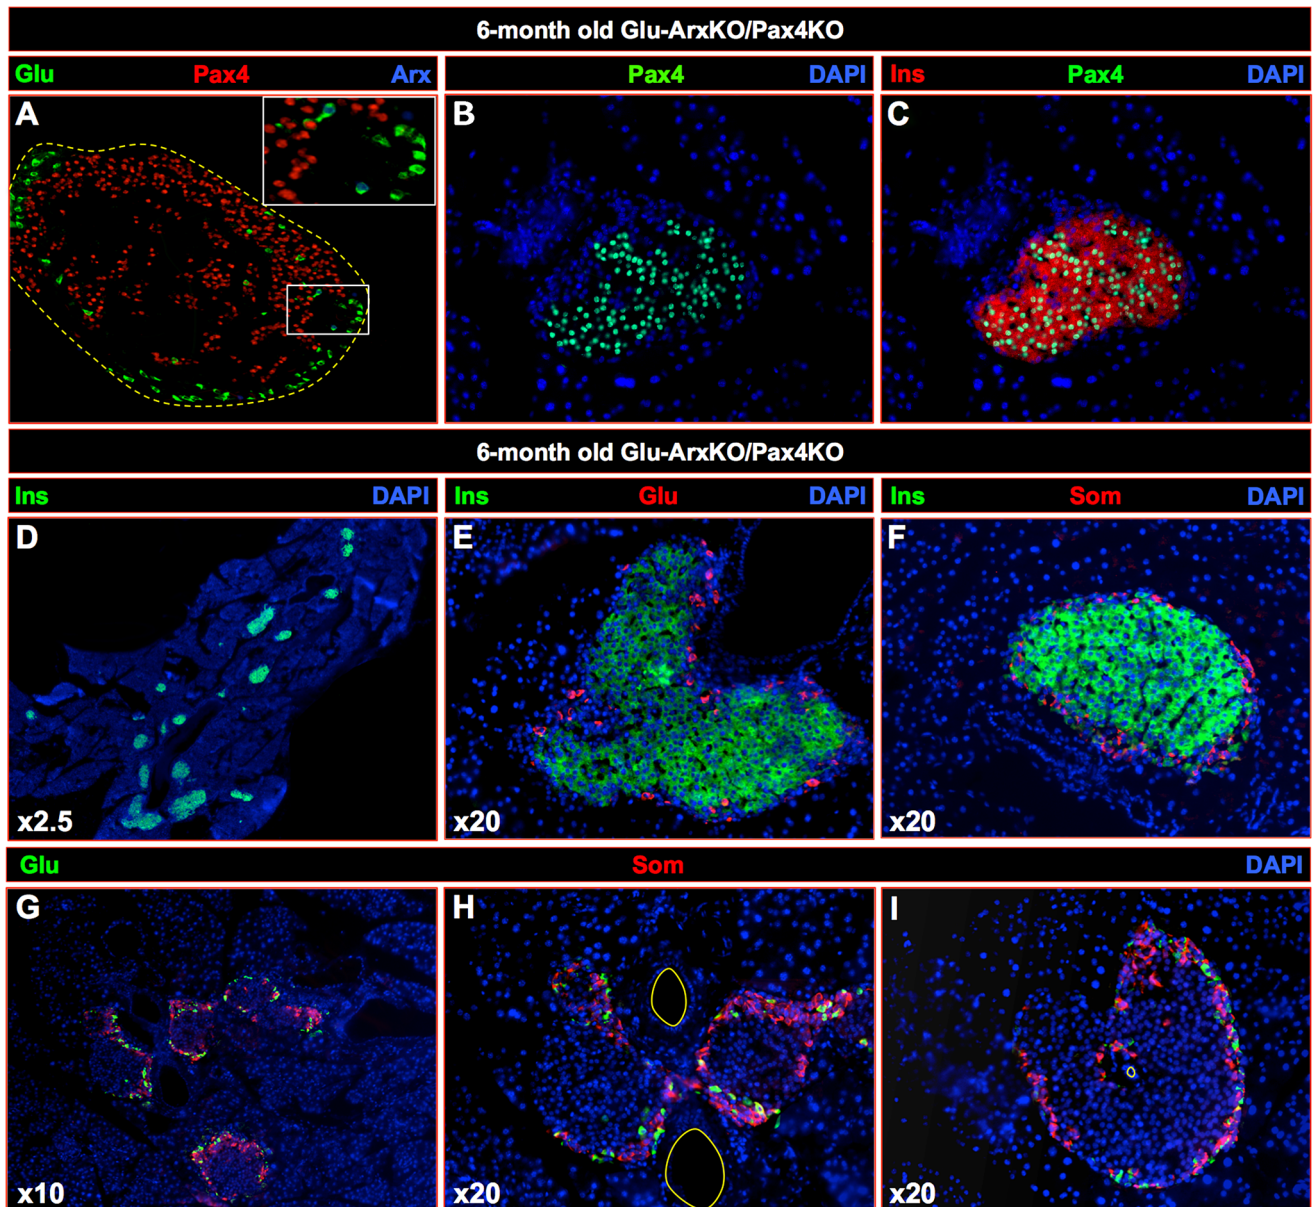 6-month old Glu-ArxKO/Pax4KO
Glu Pax4 Arx
Pax4 DAPI
Ins Pax4 DAPI
A
B
C
6-month old Glu-ArxKO/Pax4KO
Ins DAPI
Ins Glu DAPI
Ins Som DAPI
D
E
F
x2.5
x20
x20
Glu Som DAPI
G
H
I
x10
x20
x20